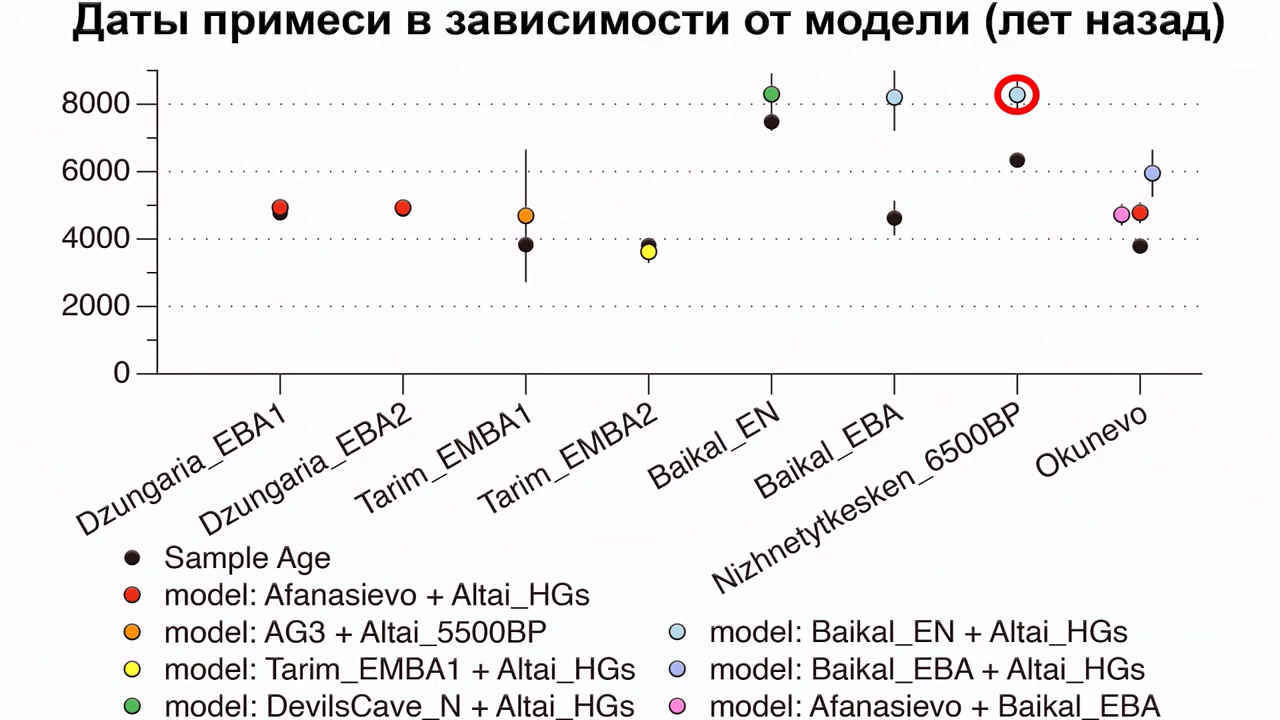 Даты примеси в зависимости от модели (лет назад)
8000
6000
4000
2000
0
Dzungaria_EBA1
Dzungaria_EBA2
Tarim_EMBA1
Tarim_EMBA2
Baikal_EN
Baikal_EBA
Nizhnetytkesken_6500BP
Okunevo
Sample Age
model: Afanasievo + Altai_HGs
model: AG3 + Altai_5500BP
model: Tarim_EMBA1 + Altai_HGs
model: DevilsCave_N + Altai_HGs
model: Baikal_EN + Altai_HGs
model: Baikal_EBA + Altai_HGs
model: Afanasievo + Baikal_EBA